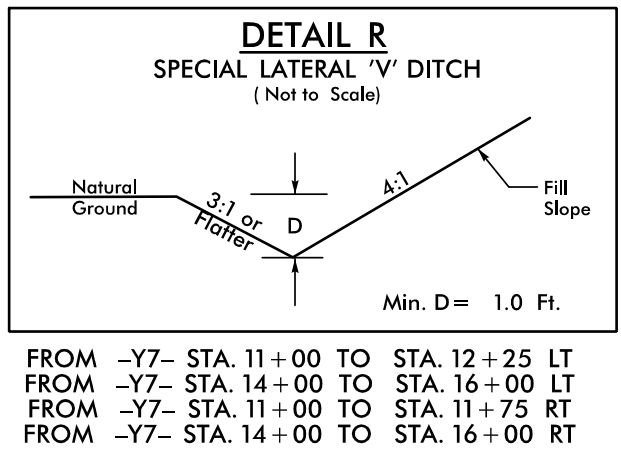 DETAIL R
SPECIAL LATERAL 'V' DITCH
( Not to Scale)
Natural
Ground
3:1 or
Flatter
D
4:1
Fill
Slope
Min. D = 1.0 Ft.
FROM -Y7- STA. 11+00 TO STA. 12+25 LT
FROM -Y7- STA. 14+00 TO STA. 16+00 LT
FROM -Y7- STA. 11+00 TO STA. 11+75 RT
FROM -Y7- STA. 14+00 TO STA. 16+00 RT